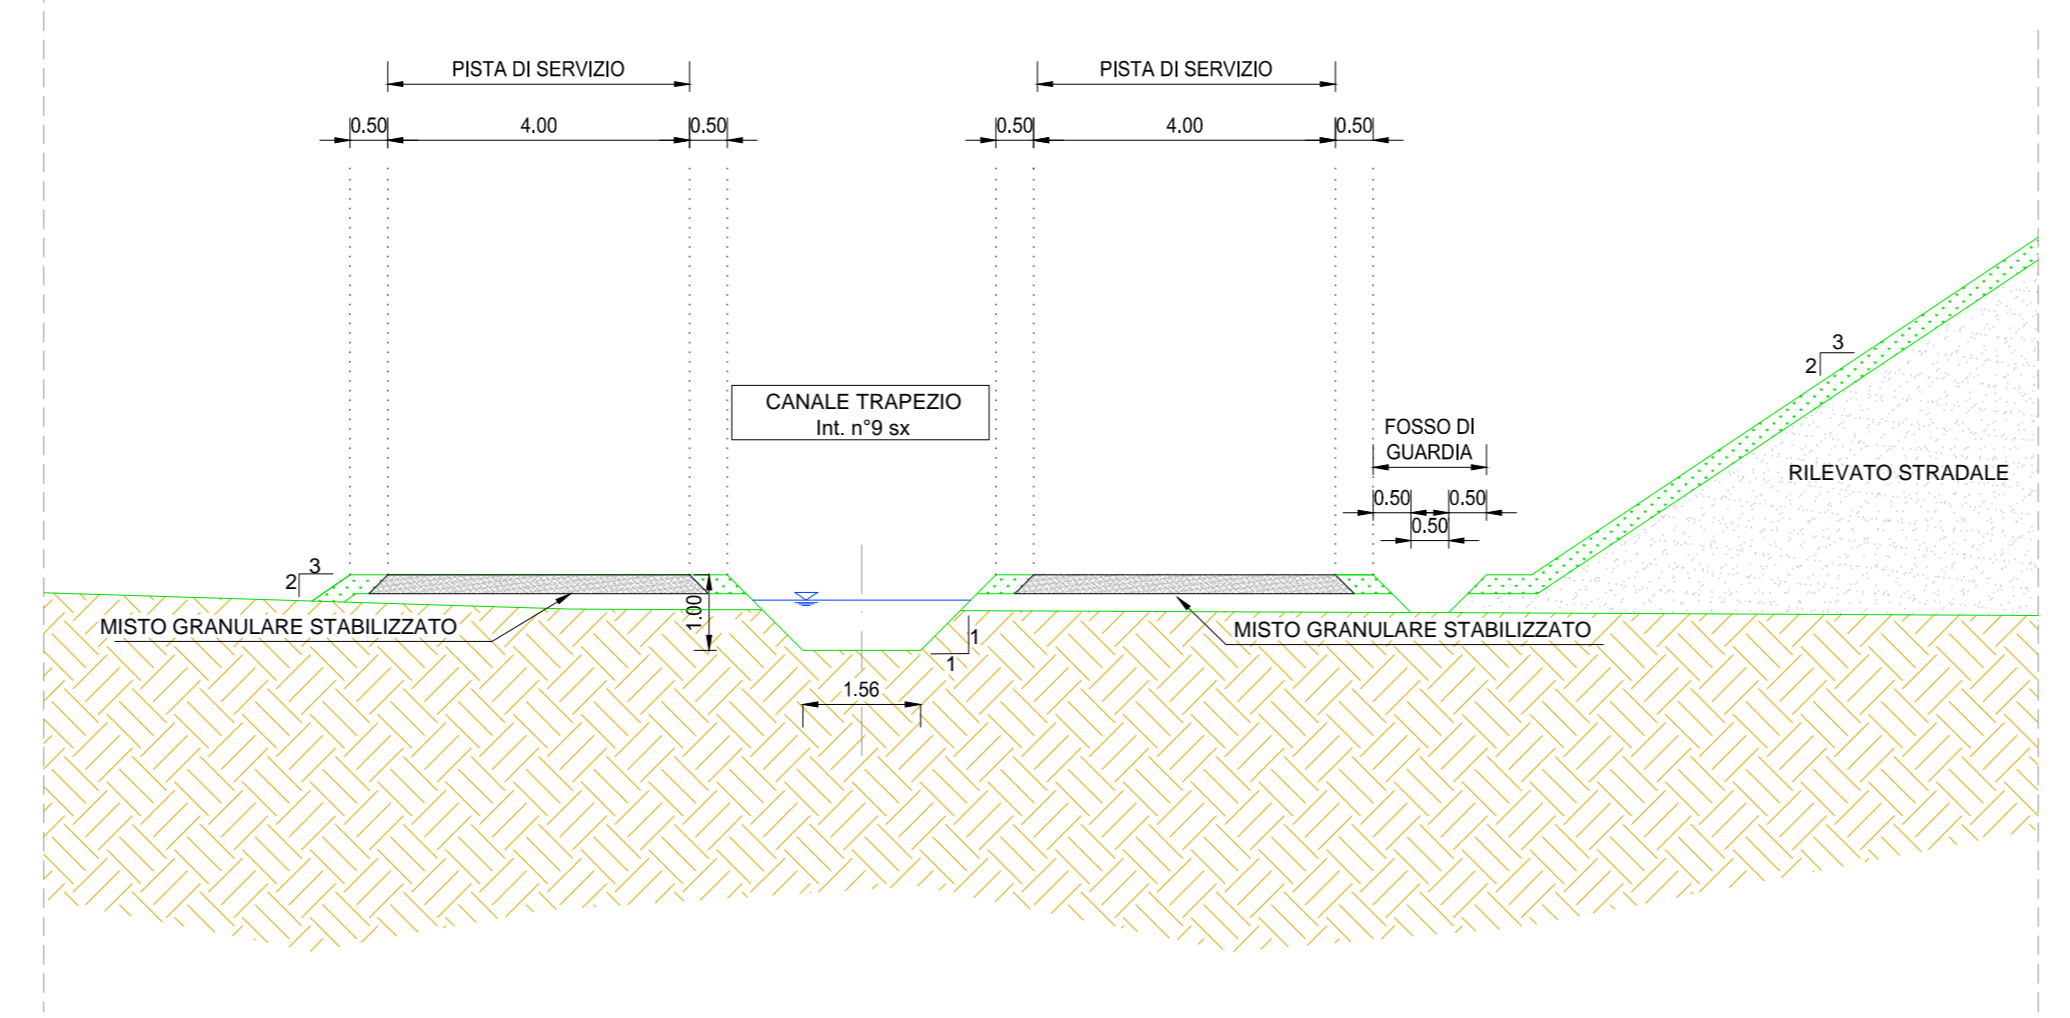 PISTA DI SERVIZIO
PISTA DI SERVIZIO
0.50 4.00 0.50
0.50 4.00 0.50
3
2
CANALE TRAPEZIO
Int. n°9 sx
FOSSO DI
GUARDIA
RILEVATO STRADALE
0.50 0.50
0.50
3
2
1.00
MISTO GRANULARE STABILIZZATO
MISTO GRANULARE STABILIZZATO
1
1
1.56